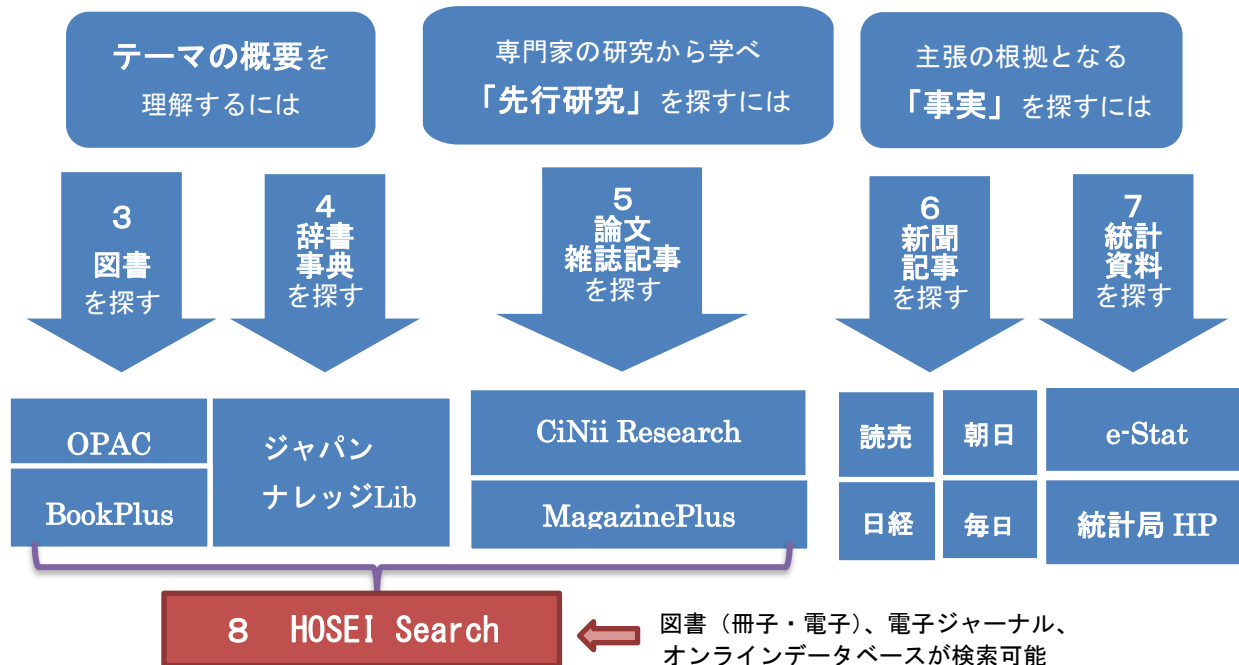 テーマの概要を
理解するには
専門家の研究から学べ
「先行研究」を探すには
主張の根拠となる
「事実」を探すには
3
図書
を探す
4
辞書
事典
を探す
5
論文
雑誌記事
を探す
6
新聞
記事
を探す
7
統計
資料
を探す
OPAC
BookPlus
ジャパン
ナレッジLib
CiNii Research
MagazinePlus
読売
朝日
日経
毎日
e-Stat
統計局 HP
8 HOSEI Search
図書（冊子・電子）、電子ジャーナル、
オンラインデータベースが検索可能